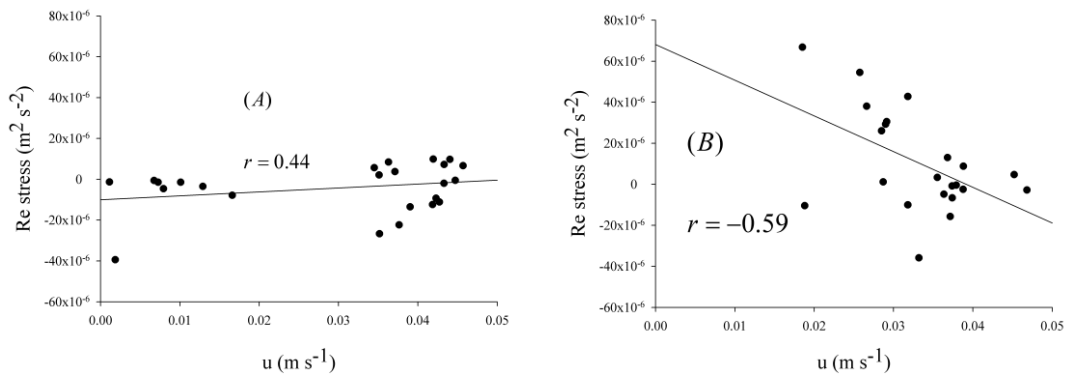 80x10-6
60x10-6
40x10-6
20x10-6
0
-20x10-6
-40x10-6
-60x10-6
Re stress (m2 s-2)
(A)
r = 0.44
0.00 0.01 0.02 0.03 0.04 0.05
u (m s-1)
80x10-6
60x10-6
40x10-6
20x10-6
0
-20x10-6
-40x10-6
-60x10-6
Re stress (m2 s-2)
(B)
r = −0.59
0.00 0.01 0.02 0.03 0.04 0.05
u (m s-1)